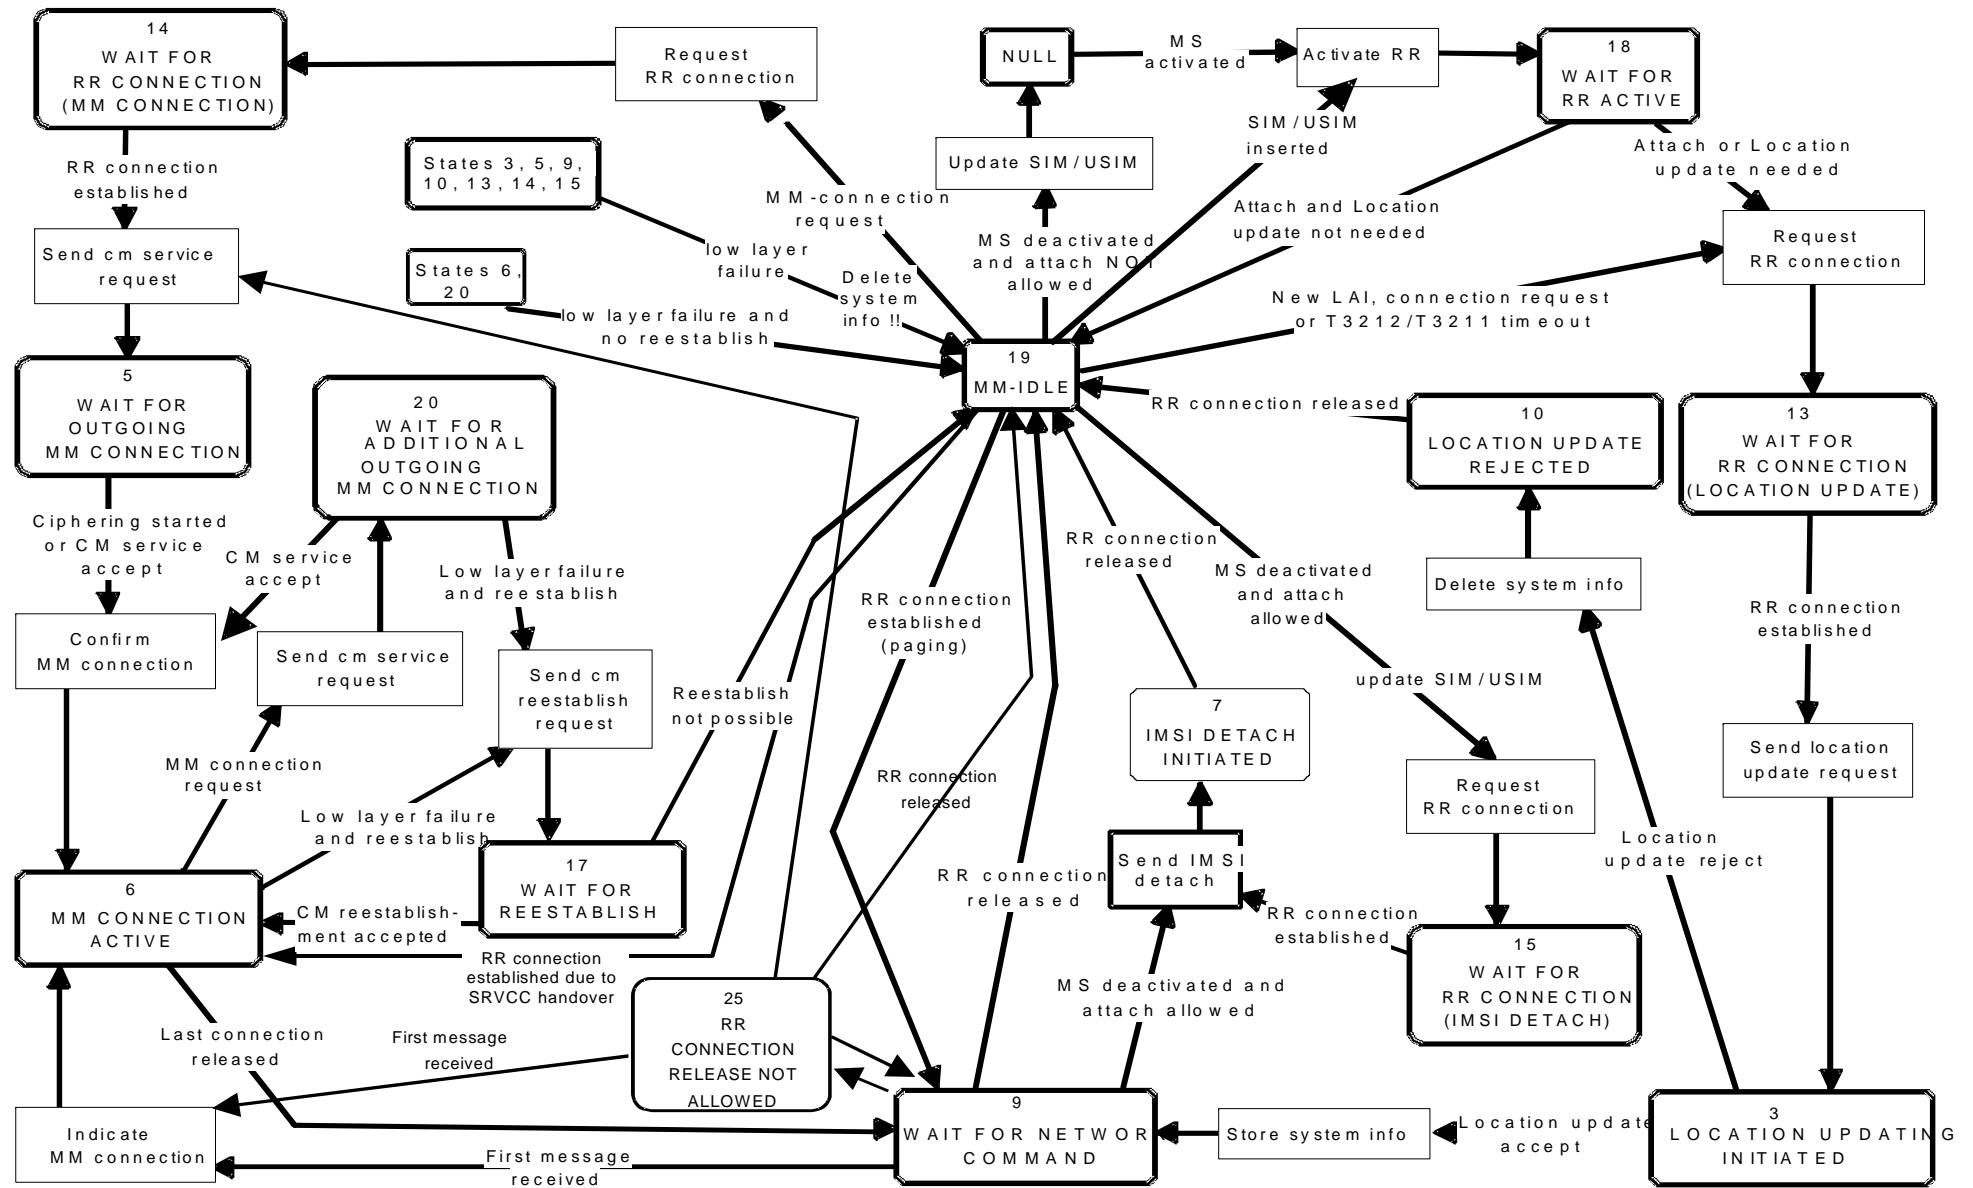 14
WAIT FOR
RR CONNECTION
(MM CONNECTION)
Request
RR connection
NULL
MS
activated
Activate RR
18
WAIT FOR
RR ACTIVE
RR connection
established
States 3, 5, 9,
10, 13, 14, 15
Update SIM/USIM
SIM/USIM
inserted
Attach or Location
update needed
MM-connection
request
Attach and Location
update not needed
Send cm service
request
States 6,
20
low layer
failure
Delete
system
info !!
MS deactivated
and attach NOT
allowed
Request
RR connection
low layer failure and
no reestablish
New LAI, connection request
or T3212/T3211 timeout
19
MM-IDLE
5
WAIT FOR
OUTGOING
MM CONNECTION
20
WAIT FOR
ADDITIONAL
OUTGOING
MM CONNECTION
RR connection released
10
LOCATION UPDATE
REJECTED
13
WAIT FOR
RR CONNECTION
(LOCATION UPDATE)
Ciphering started
or CM service
accept
CM service
accept
Low layer failure
and reestablish
RR connection
released
RR connection
established
(paging)
MS deactivated
and attach
allowed
Delete system info
RR connection
established
Confirm
MM connection
Send cm service
request
Send cm
reestablish
request
Reestablish
not possible
update SIM/USIM
7
IMSI DETACH
INITIATED
Send location
update request
MM connection
request
RR connection
released
Request
RR connection
Low layer failure
and reestablish
Location
update reject
17
WAIT FOR
REESTABLISH
RR connection
released
Send IMSI
detach
6
MM CONNECTION
ACTIVE
CM reestablish-
ment accepted
RR connection
established
RR connection
established due to
SRVCC handover
15
WAIT FOR
RR CONNECTION
(IMSI DETACH)
25
RR
CONNECTION
RELEASE NOT
ALLOWED
MS deactivated and
attach allowed
Last connection
released
First message
received
Indicate
MM connection
First message
received
9
WAIT FOR NETWOR
COMMAND
Store system info
Location update
accept
3
LOCATION UPDATING
INITIATED